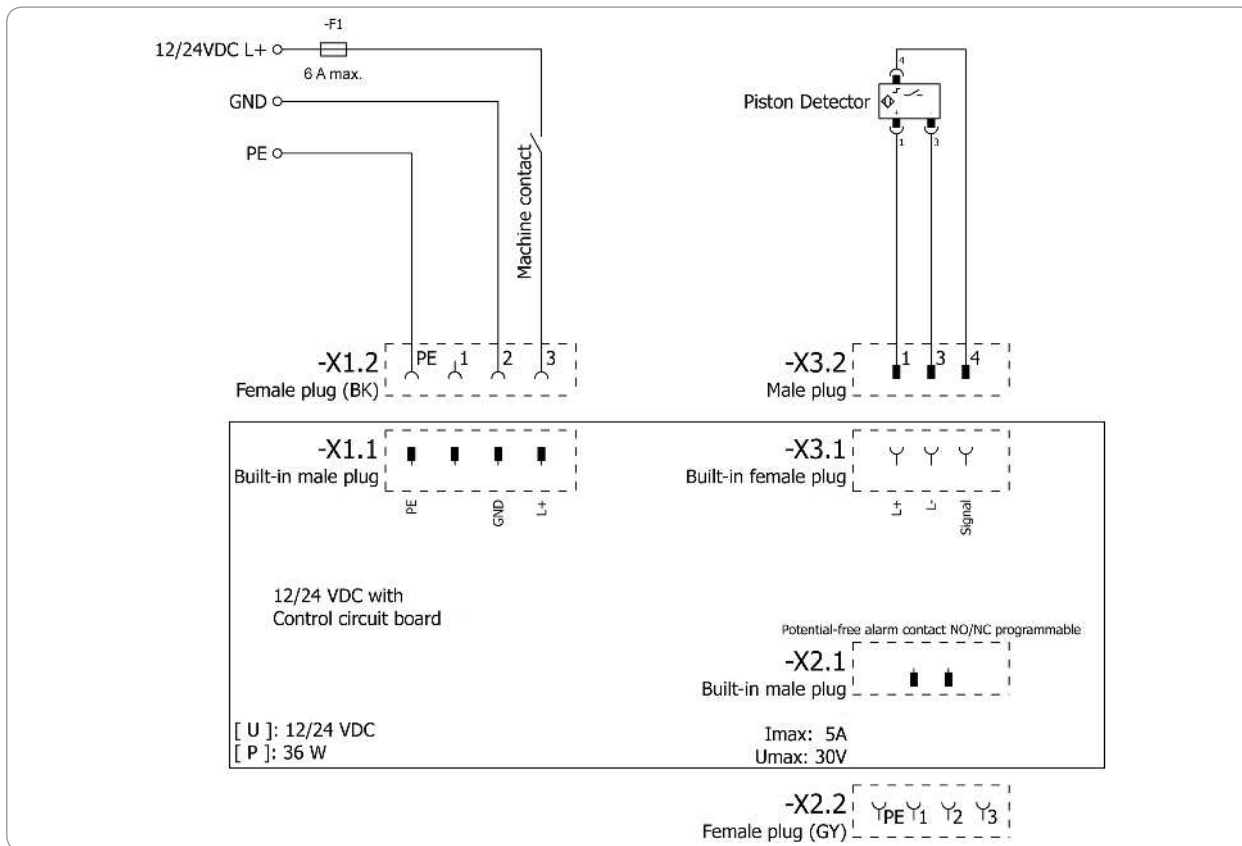 -F1
12/24VDC L+
6 A max.
GND
PE
Machine contact
4
Piston Detector
+
1
3
-X1.2
Female plug (BK)
PE
1
2
3
-X3.2
Male plug
1
3
4
-X1.1
Built-in male plug
PE
GND
L+
-X3.1
Built-in female plug
L+
L-
Signal
12/24 VDC with
Control circuit board
Potential-free alarm contact NO/NC programmable
-X2.1
Built-in male plug
[ U ]: 12/24 VDC
[ P ]: 36 W
Imax: 5A
Umax: 30V
-X2.2
Female plug (GY)
PE
1
2
3